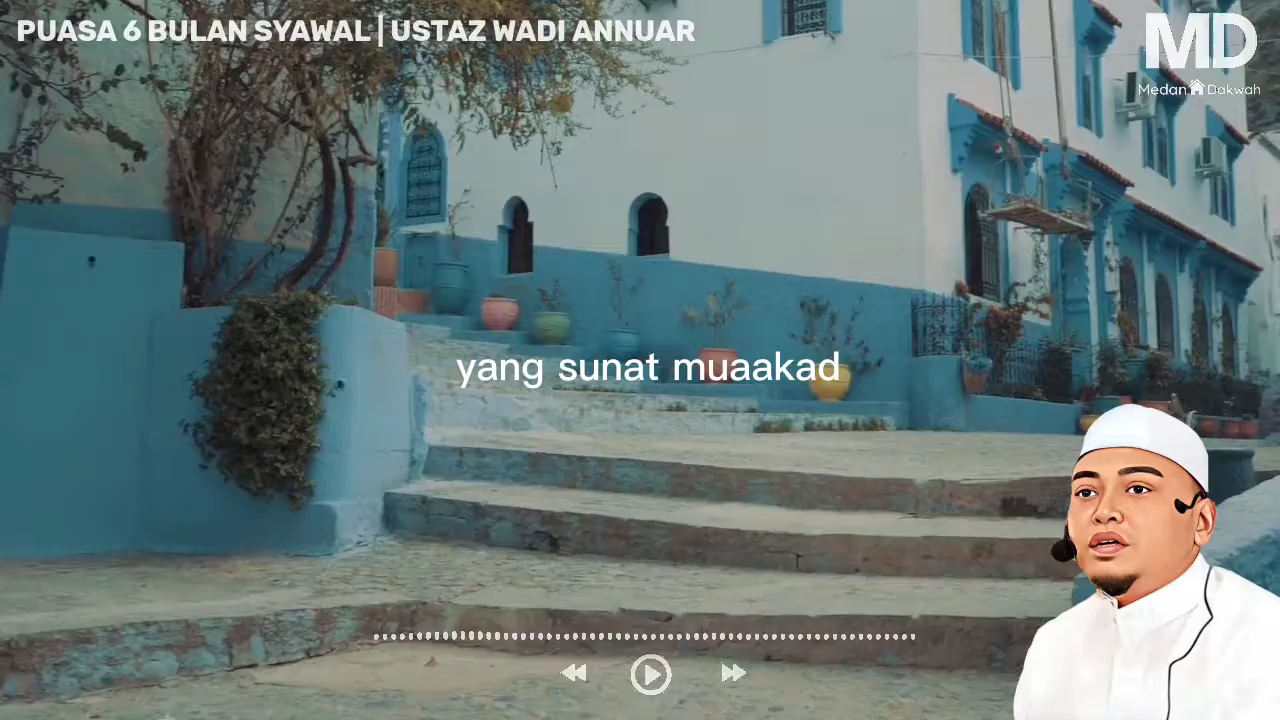 PUASA 6 BULAN SYAWAL | USTAZ WADI ANNUAR
MD
Medan Dakwah
yang sunat muaakad